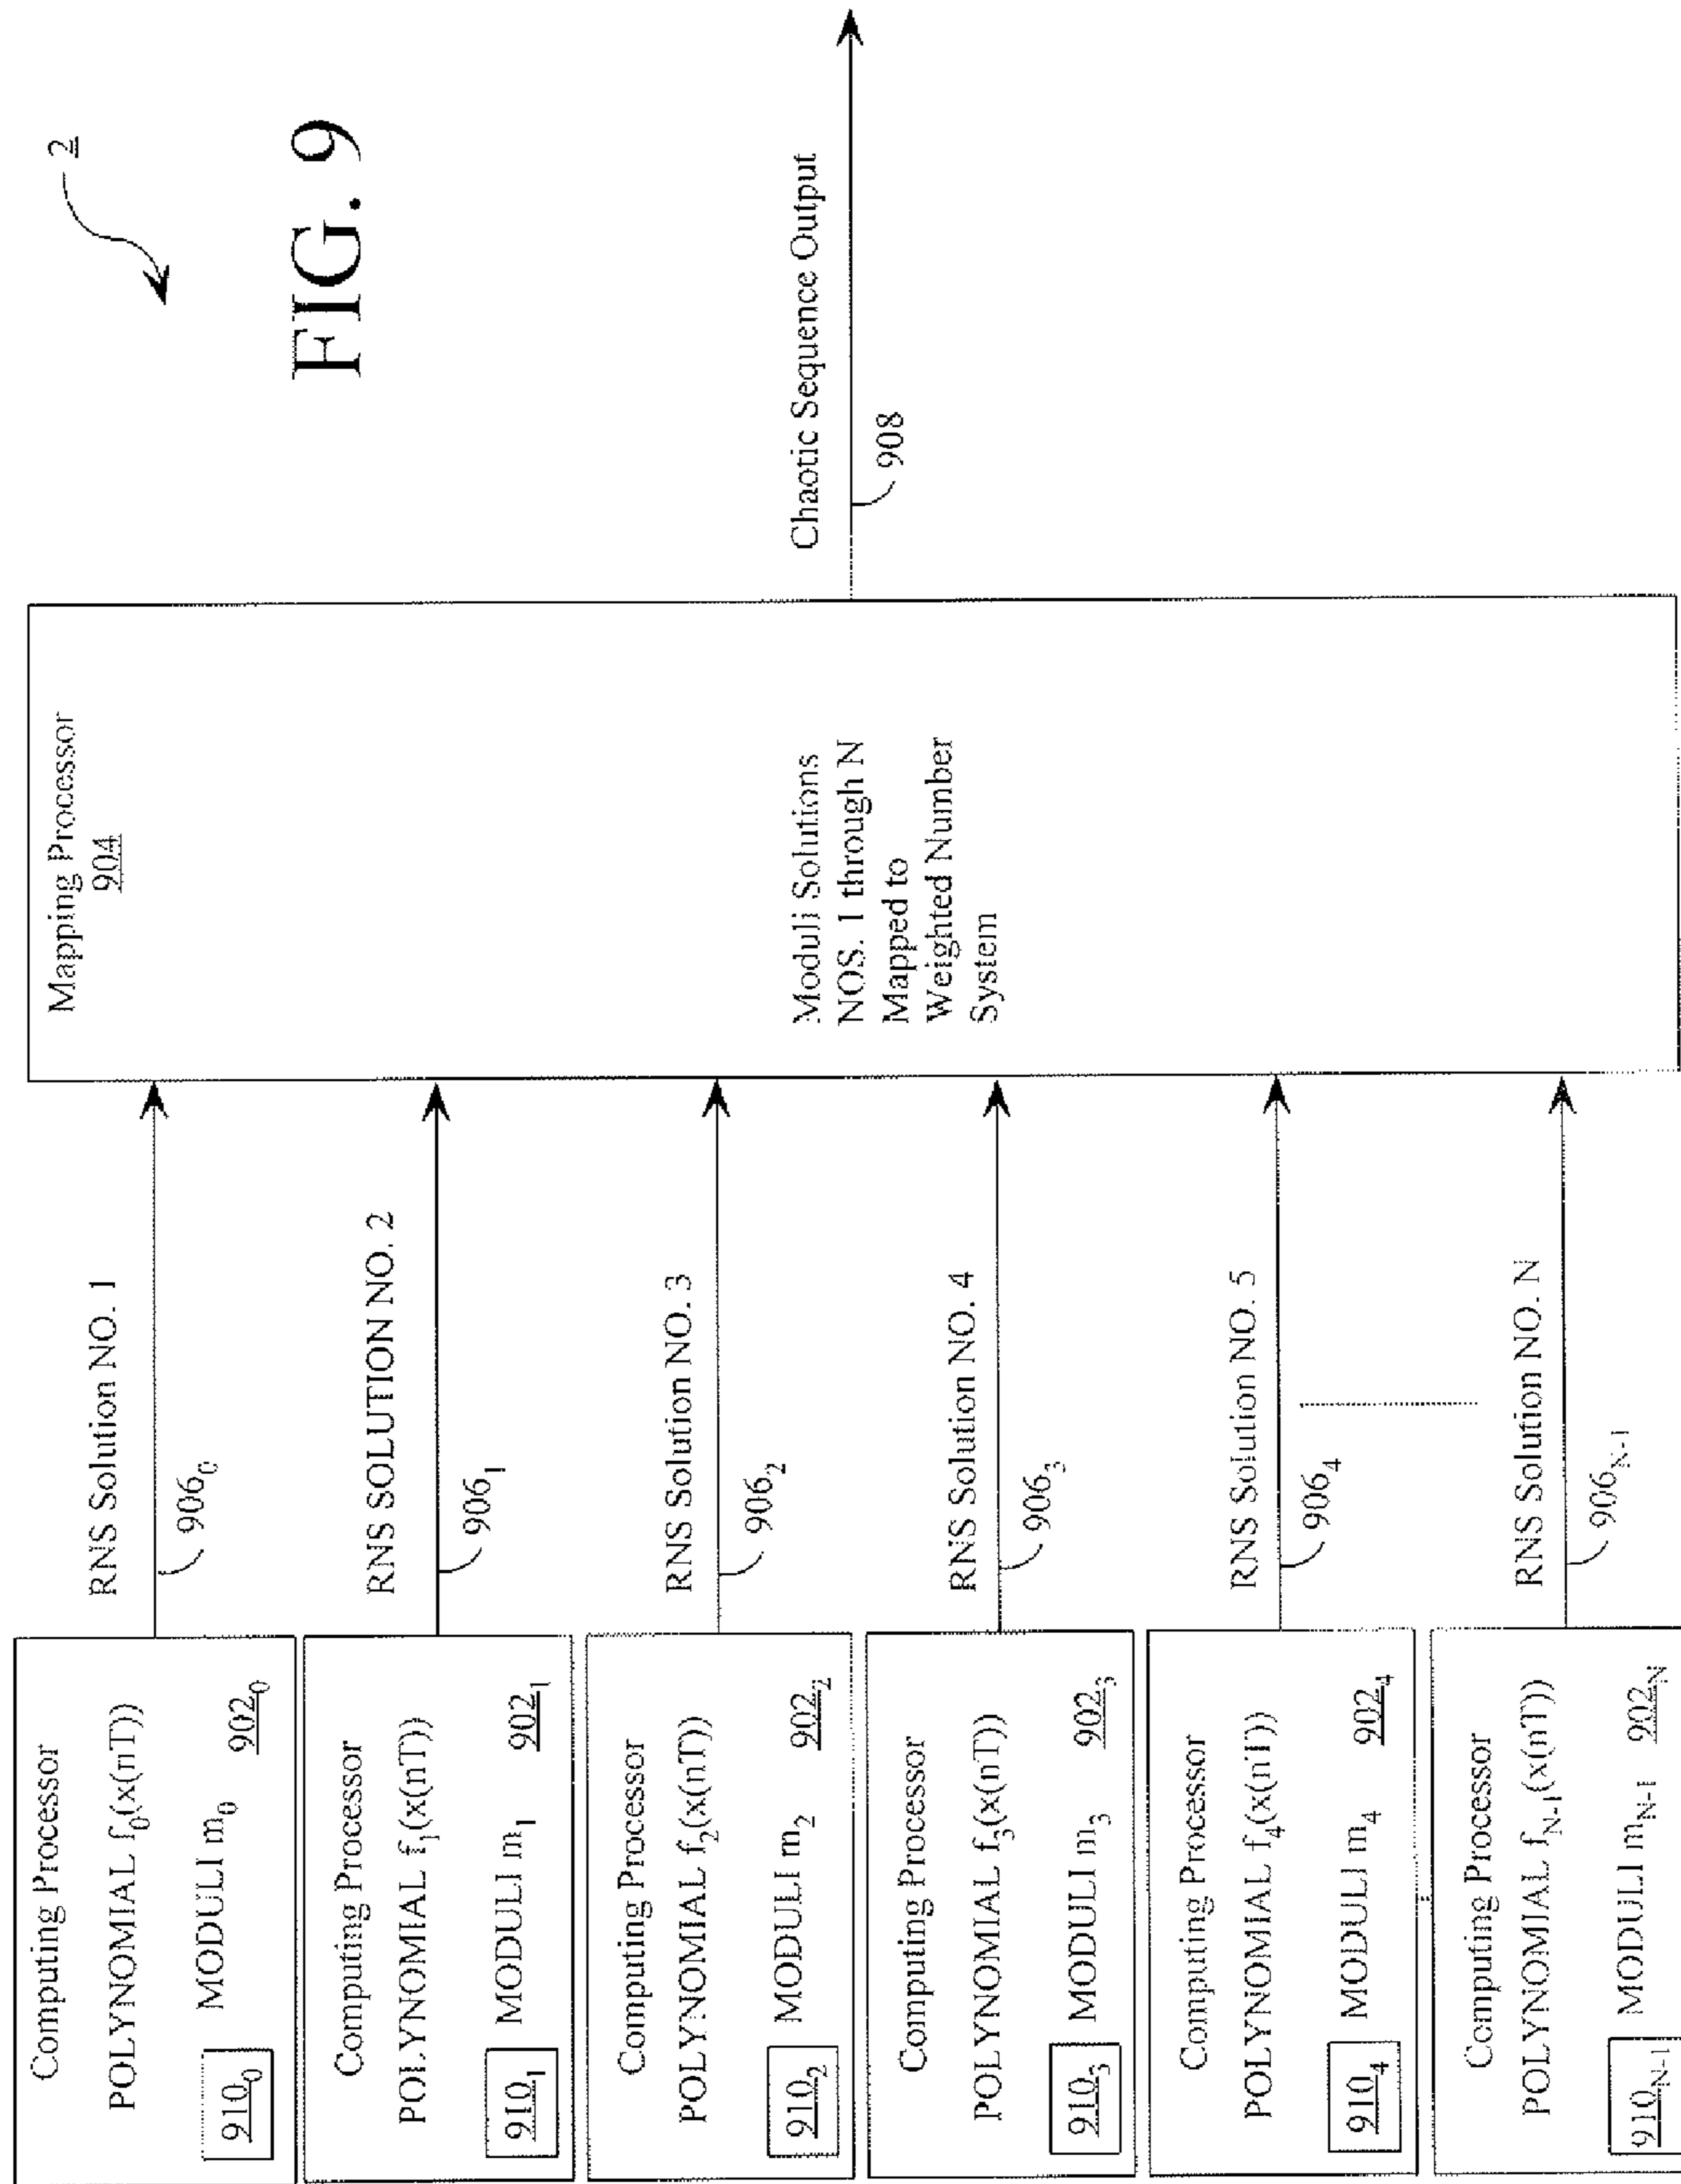 2
FIG. 9
Computing Processor
POLYNOMIAL f₀(x(nT))
910₀ MODULI m₀ 902₀
RNS Solution NO. 1
906₀
Computing Processor
POLYNOMIAL f₁(x(nT))
910₁ MODULI m₁ 902₁
RNS SOLUTION NO. 2
906₁
Computing Processor
POLYNOMIAL f₂(x(nT))
910₂ MODULI m₂ 902₂
RNS Solution NO. 3
906₂
Computing Processor
POLYNOMIAL f₃(x(nT))
910₃ MODULI m₃ 902₃
RNS Solution NO. 4
906₃
Computing Processor
POLYNOMIAL f₄(x(nT))
910₄ MODULI m₄ 902₄
RNS Solution NO. 5
906₄
Computing Processor
POLYNOMIAL f_{N-1}(x(nT))
910_{N-1} MODULI m_{N-1} 902_N
RNS Solution NO. N
906_{N-1}
Mapping Processor
904
Moduli Solutions
NOS. 1 through N
Mapped to
Weighted Number
System
Chaotic Sequence Output
908